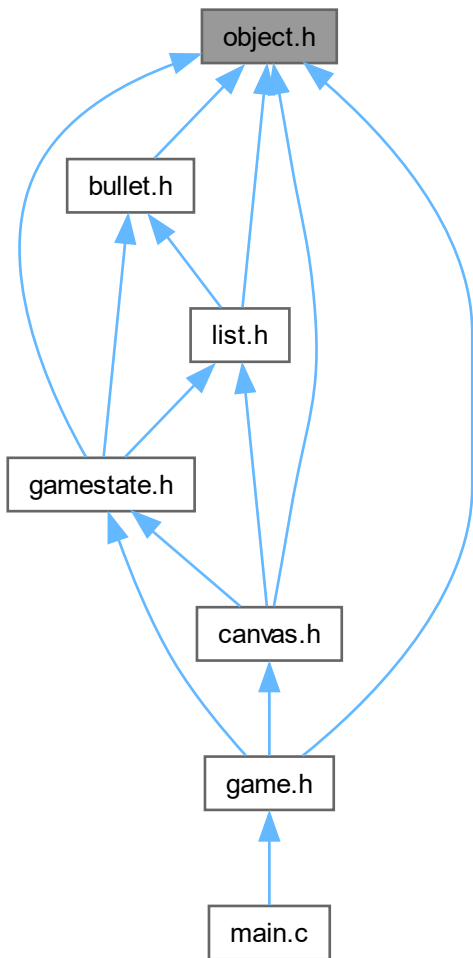 object.h
bullet.h
list.h
gamestate.h
canvas.h
game.h
main.c